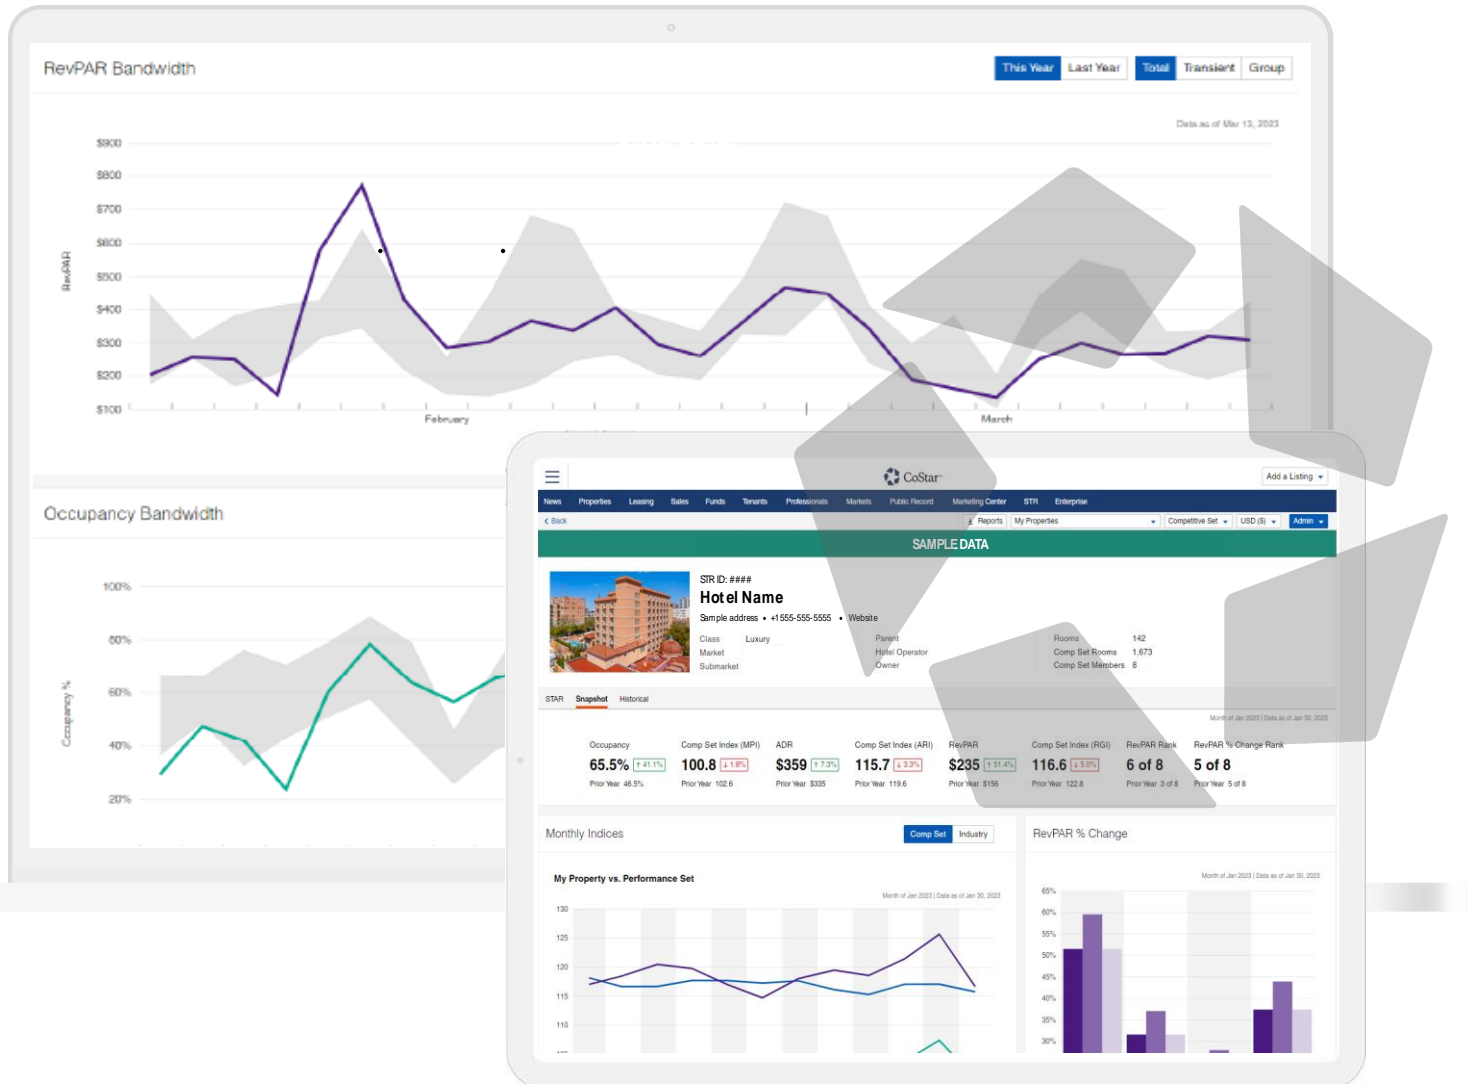 RevPAR Bandwidth
This Year Last Year Total Transient Group
Data as of Mar 13, 2023
$900
$800
$700
$600
$500
$400
$300
$200
$100
RevPAR
February March
Occupancy Bandwidth
100%
80%
60%
40%
20%
Occupancy %
CoStar
Add a Listing
News Properties Leasing Sales Funds Tenants Professionals Markets Public Record Marketing Center STR Enterprise
Back
Reports My Properties Competitive Set USD ($) Admin
SAMPLE DATA
STR ID: ####
Hotel Name
Sample address • +1 555-555-5555 • Website
Class Luxury Parent Rooms 142
Market Hotel Operator Comp Set Rooms 1,673
Submarket Owner Comp Set Members 8
STAR Snapshot Historical
Month of Jan 2023 | Data as of Jan 30, 2023
Occupancy Comp Set Index (MPI) ADR Comp Set Index (ARI) RevPAR Comp Set Index (RGI) RevPAR Rank RevPAR % Change Rank
65.5% ↑ 41.1% 100.8 ↓ 1.8% $359 ↑ 7.3% 115.7 ↓ 3.3% $235 ↑ 51.4% 116.6 ↓ 5.0% 6 of 8 5 of 8
Prior Year 46.5% Prior Year 102.6 Prior Year $335 Prior Year 119.6 Prior Year $156 Prior Year 122.8 Prior Year 3 of 8 Prior Year 5 of 8
Monthly Indices
Comp Set Industry
My Property vs. Performance Set
Month of Jan 2023 | Data as of Jan 30, 2023
130
125
120
115
110
RevPAR % Change
Month of Jan 2023 | Data as of Jan 30, 2023
65%
60%
55%
50%
45%
40%
35%
30%